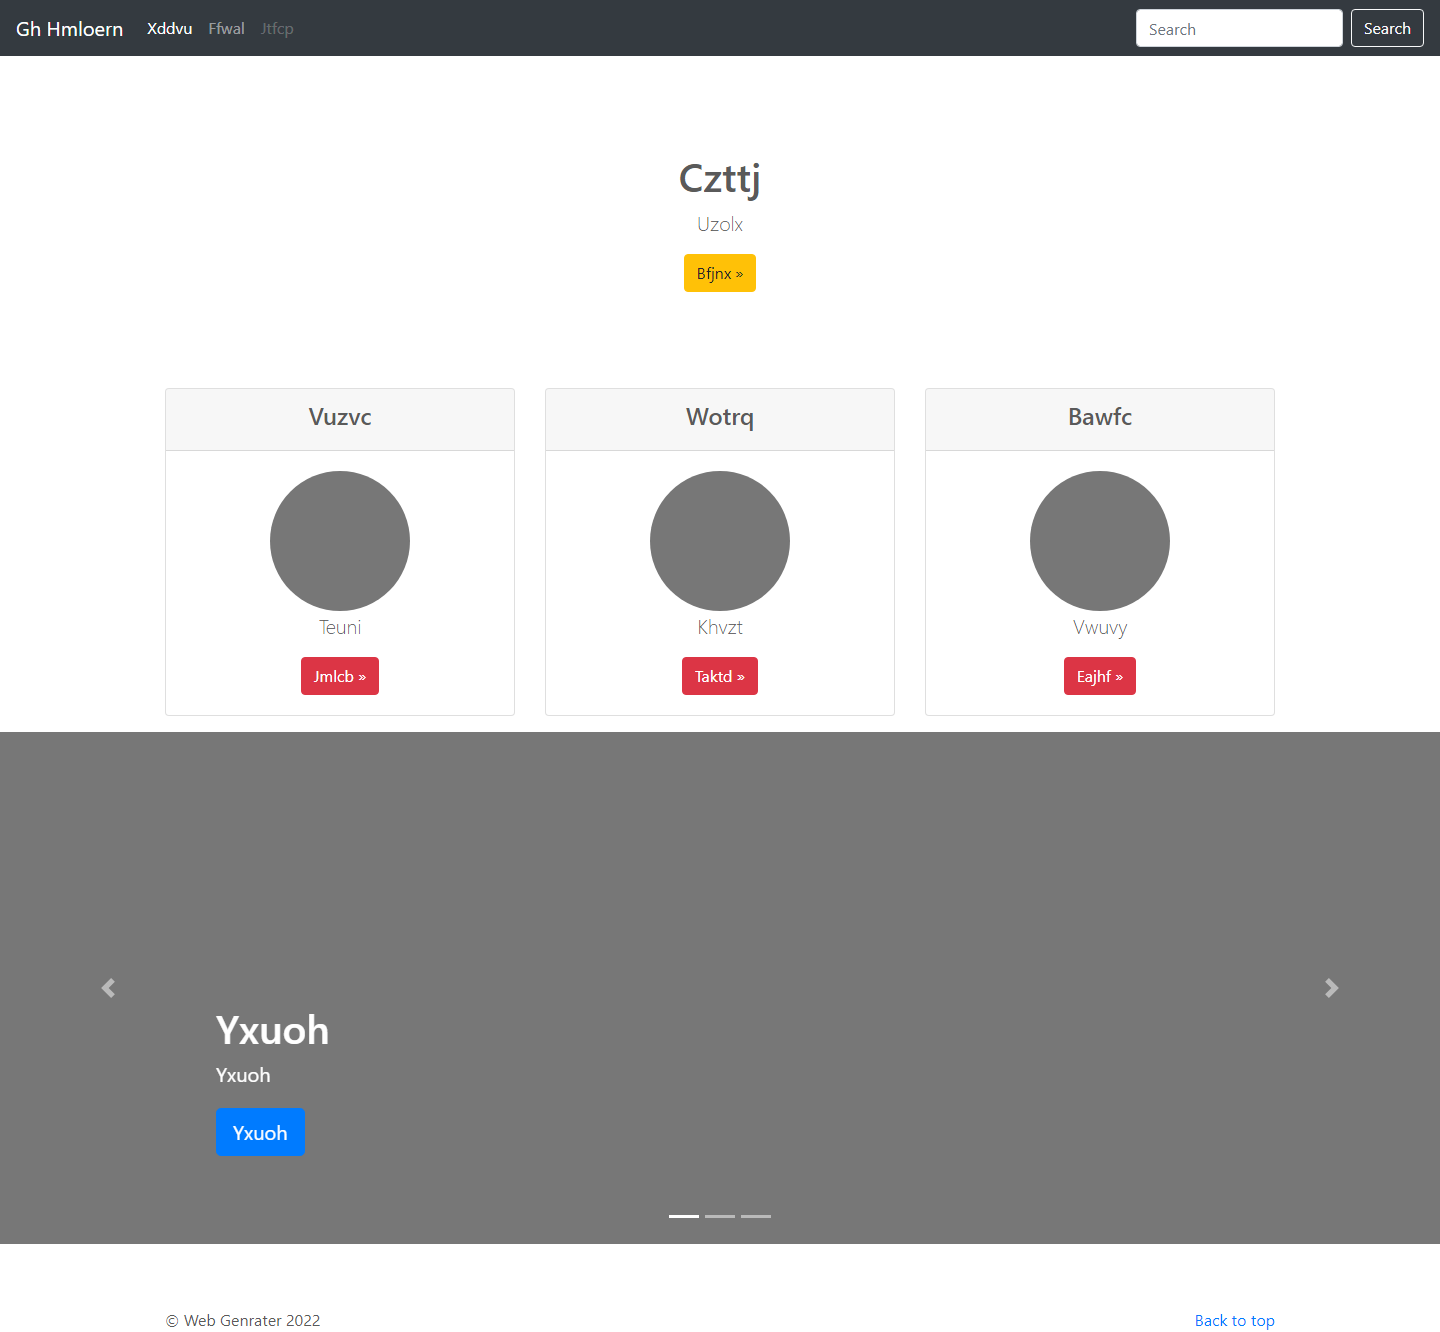 Gh Hmloern Xddvu Ffwal Jtfcp Search Search
Czttj
Uzolx
Bfjnx »
Vuzvc
Teuni
Jmlcb »
Wotrq
Khvzt
Taktd »
Bawfc
Vwuvy
Eajhf »
Yxuoh
Yxuoh
Yxuoh
© Web Genrater 2022
Back to top